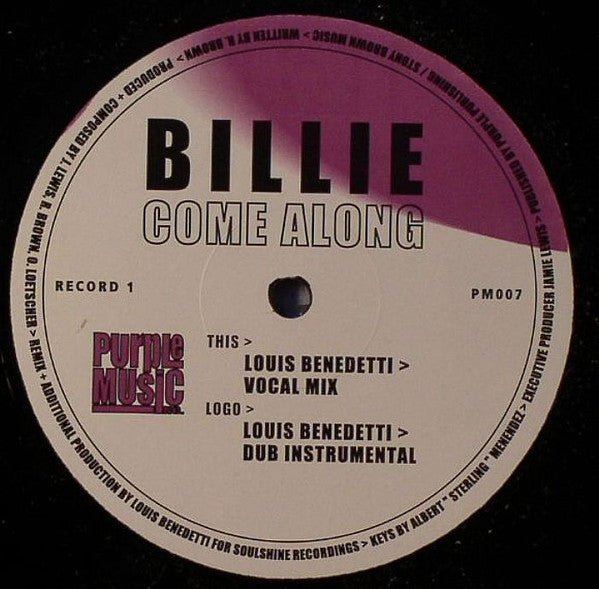 BILLIE
COME ALONG
RECORD 1
PM007
PURPLE
MUSIC
THIS >
LOUIS BENEDETTI >
VOCAL MIX
LOGO >
LOUIS BENEDETTI >
DUB INSTRUMENTAL
WRITTEN BY R. BROWN > PRODUCED + COMPOSED BY J. LEWIS, R. BROWN, O. LOETSCHER > REMIX + ADDITIONAL PRODUCTION BY LOUIS BENEDETTI FOR SOULSHINE RECORDINGS > KEYS BY ALBERT " STERLING " MENENDEZ > EXECUTIVE PRODUCER JAMIE LEWIS > PUBLISHED BY PURPLE PUBLISHING / STONY BROWN MUSIC >